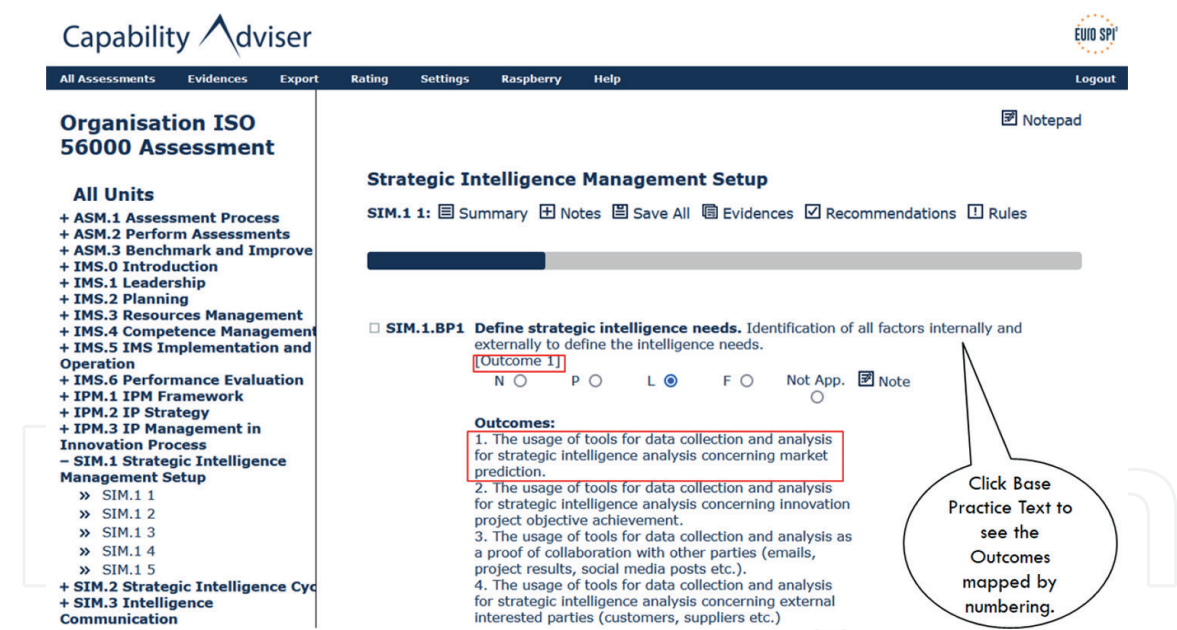 Capability Adviser
EURO SPI²
All Assessments Evidences Export Rating Settings Raspberry Help Logout
Organisation ISO
56000 Assessment
All Units
+ ASM.1 Assessment Process
+ ASM.2 Perform Assessments
+ ASM.3 Benchmark and Improve
+ IMS.0 Introduction
+ IMS.1 Leadership
+ IMS.2 Planning
+ IMS.3 Resources Management
+ IMS.4 Competence Management
+ IMS.5 IMS Implementation and
Operation
+ IMS.6 Performance Evaluation
+ IPM.1 IPM Framework
+ IPM.2 IP Strategy
+ IPM.3 IP Management in
Innovation Process
– SIM.1 Strategic Intelligence
Management Setup
» SIM.1 1
» SIM.1 2
» SIM.1 3
» SIM.1 4
» SIM.1 5
+ SIM.2 Strategic Intelligence Cyc
+ SIM.3 Intelligence
Communication
Notepad
Strategic Intelligence Management Setup
SIM.1 1: Summary Notes Save All Evidences Recommendations Rules
SIM.1.BP1 Define strategic intelligence needs. Identification of all factors internally and
externally to define the intelligence needs.
[Outcome 1]
N P L F Not App. Note
Outcomes:
1. The usage of tools for data collection and analysis
for strategic intelligence analysis concerning market
prediction.
2. The usage of tools for data collection and analysis
for strategic intelligence analysis concerning innovation
project objective achievement.
3. The usage of tools for data collection and analysis as
a proof of collaboration with other parties (emails,
project results, social media posts etc.).
4. The usage of tools for data collection and analysis
for strategic intelligence analysis concerning external
interested parties (customers, suppliers etc.)
Click Base
Practice Text to
see the
Outcomes
mapped by
numbering.